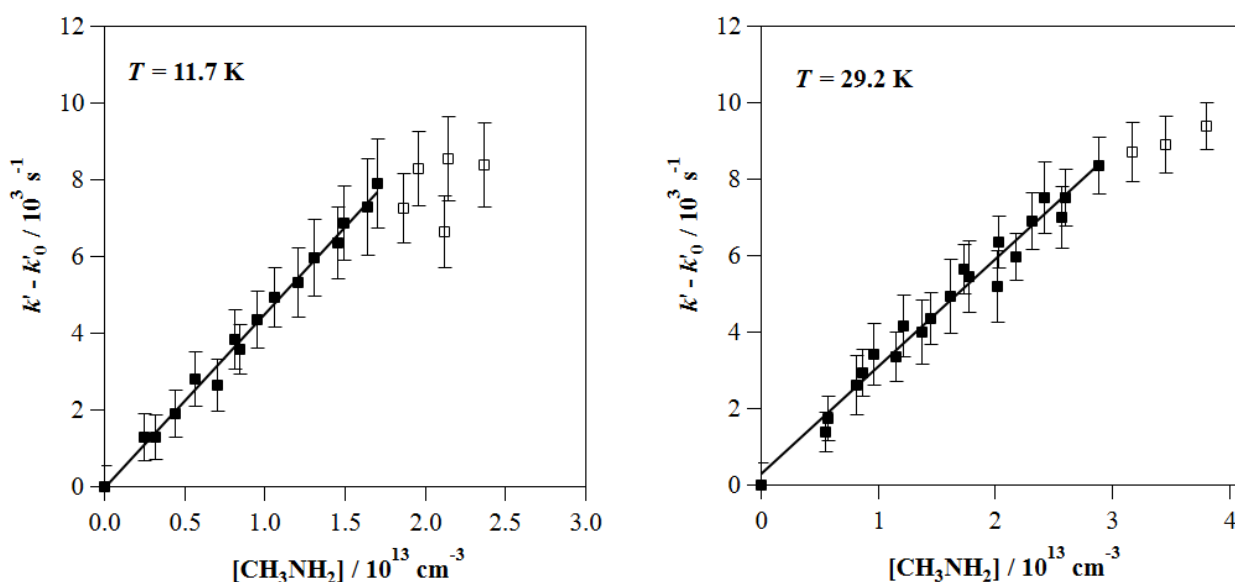 12
10
8
6
4
2
0
T = 11.7 K
k' - k'0 / 10^3 s^-1
0.0 0.5 1.0 1.5 2.0 2.5 3.0
[CH3NH2] / 10^13 cm^-3
12
10
8
6
4
2
0
T = 29.2 K
k' - k'0 / 10^3 s^-1
0 1 2 3 4
[CH3NH2] / 10^13 cm^-3